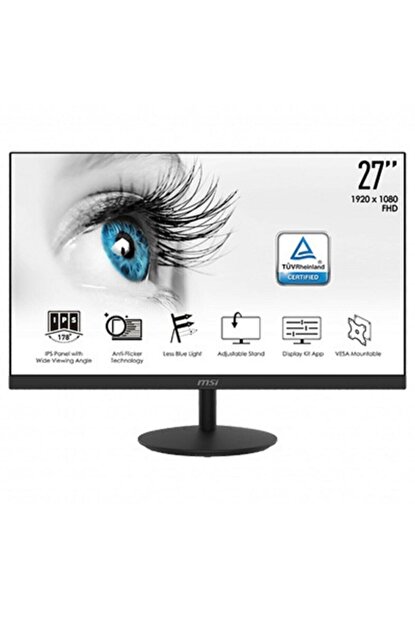 27"
1920 x 1080
FHD
TÜVRheinland
CERTIFIED
IPS
178°
IPS Panel with
Wide Viewing Angle
Anti-Flicker
Technology
Less Blue Light
Adjustable Stand
Display Kit App
VESA Mountable
msi